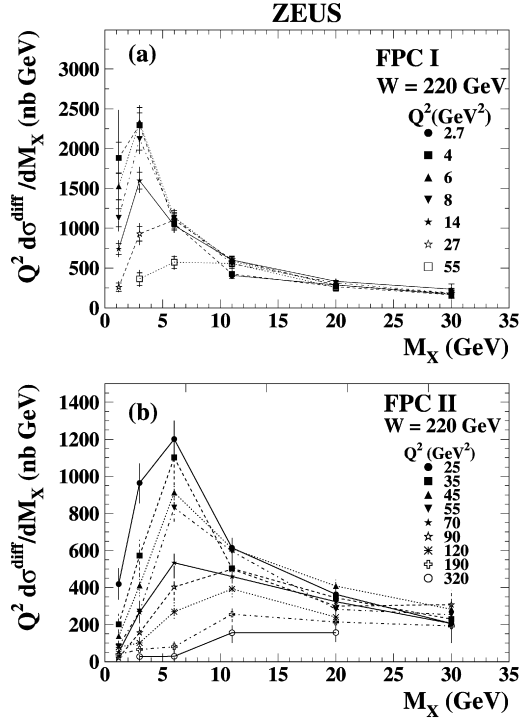 ZEUS
(a)
FPC I
W = 220 GeV
Q²(GeV²)
2.7
4
6
8
14
27
55
Q² dσ^diff/dM_X (nb GeV)
3500
3000
2500
2000
1500
1000
500
0
0 5 10 15 20 25 30 35
M_X (GeV)
(b)
FPC II
W = 220 GeV
Q² (GeV²)
25
35
45
55
70
90
120
190
320
Q² dσ^diff/dM_X (nb GeV)
1400
1200
1000
800
600
400
200
0
0 5 10 15 20 25 30 35
M_X (GeV)